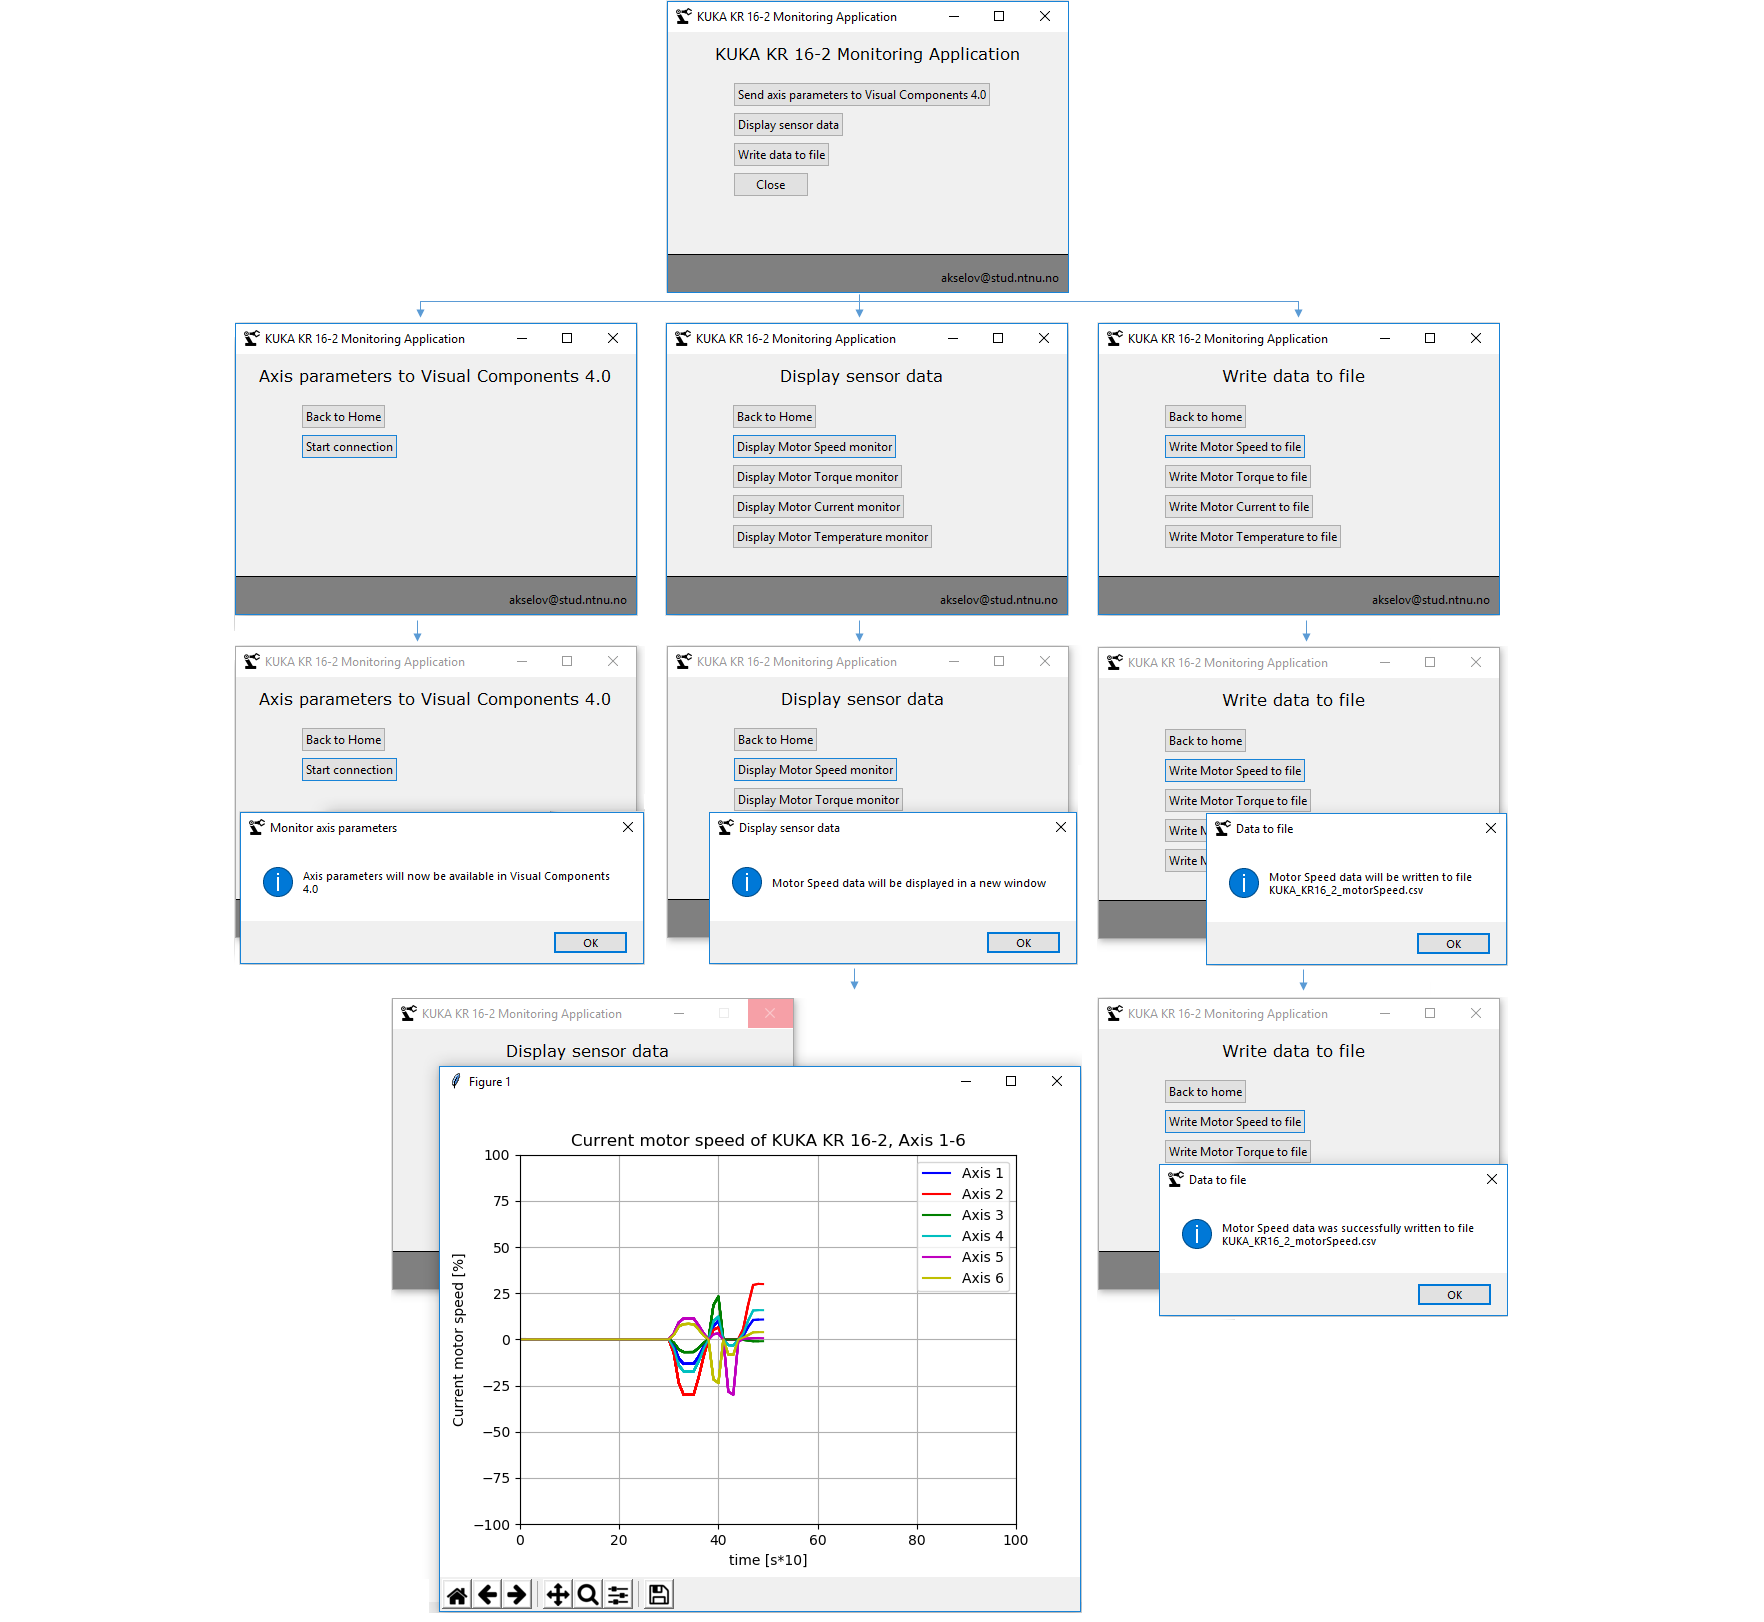 KUKA KR 16-2 Monitoring Application
KUKA KR 16-2 Monitoring Application
Send axis parameters to Visual Components 4.0
Display sensor data
Write data to file
Close
akselov@stud.ntnu.no
KUKA KR 16-2 Monitoring Application
Axis parameters to Visual Components 4.0
Back to Home
Start connection
akselov@stud.ntnu.no
KUKA KR 16-2 Monitoring Application
Display sensor data
Back to Home
Display Motor Speed monitor
Display Motor Torque monitor
Display Motor Current monitor
Display Motor Temperature monitor
akselov@stud.ntnu.no
KUKA KR 16-2 Monitoring Application
Write data to file
Back to home
Write Motor Speed to file
Write Motor Torque to file
Write Motor Current to file
Write Motor Temperature to file
akselov@stud.ntnu.no
KUKA KR 16-2 Monitoring Application
Axis parameters to Visual Components 4.0
Back to Home
Start connection
Monitor axis parameters
Axis parameters will now be available in Visual Components
4.0
OK
KUKA KR 16-2 Monitoring Application
Display sensor data
Back to Home
Display Motor Speed monitor
Display Motor Torque monitor
Display sensor data
Motor Speed data will be displayed in a new window
OK
KUKA KR 16-2 Monitoring Application
Write data to file
Back to home
Write Motor Speed to file
Write Motor Torque to file
Write M
Write M
Data to file
Motor Speed data will be written to file
KUKA_KR16_2_motorSpeed.csv
OK
KUKA KR 16-2 Monitoring Application
Display sensor data
Figure 1
Current motor speed of KUKA KR 16-2, Axis 1-6
100
75
50
25
0
−25
−50
−75
−100
Current motor speed [%]
Axis 1
Axis 2
Axis 3
Axis 4
Axis 5
Axis 6
0 20 40 60 80 100
time [s*10]
KUKA KR 16-2 Monitoring Application
Write data to file
Back to home
Write Motor Speed to file
Write Motor Torque to file
Data to file
Motor Speed data was successfully written to file
KUKA_KR16_2_motorSpeed.csv
OK